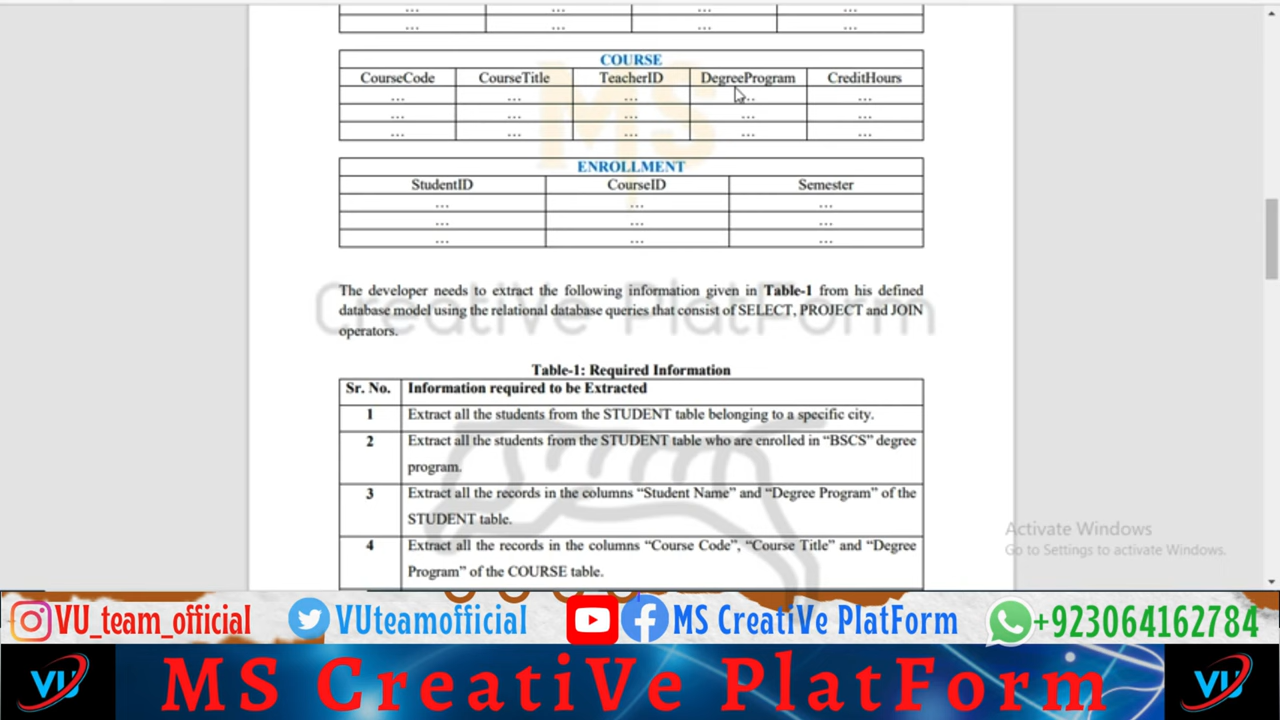 ... ... ... ...
... ... ... ...
COURSE
CourseCode CourseTitle TeacherID DegreeProgram CreditHours
... ... ... ... ...
... ... ... ... ...
... ... ... ... ...
ENROLLMENT
StudentID CourseID Semester
... ... ...
... ... ...
... ... ...
The developer needs to extract the following information given in Table-1 from his defined
database model using the relational database queries that consist of SELECT, PROJECT and JOIN
operators.
Creative PlatForm
Table-1: Required Information
Sr. No. Information required to be Extracted
1 Extract all the students from the STUDENT table belonging to a specific city.
2 Extract all the students from the STUDENT table who are enrolled in “BSCS” degree
program.
3 Extract all the records in the columns “Student Name” and “Degree Program” of the
STUDENT table.
4 Extract all the records in the columns “Course Code”, “Course Title” and “Degree
Program” of the COURSE table.
MS
Activate Windows
Go to Settings to activate Windows.
VU_team_official VUteamofficial MS CreatiVe PlatForm +923064162784
VU MS CreatiVe PlatForm VU